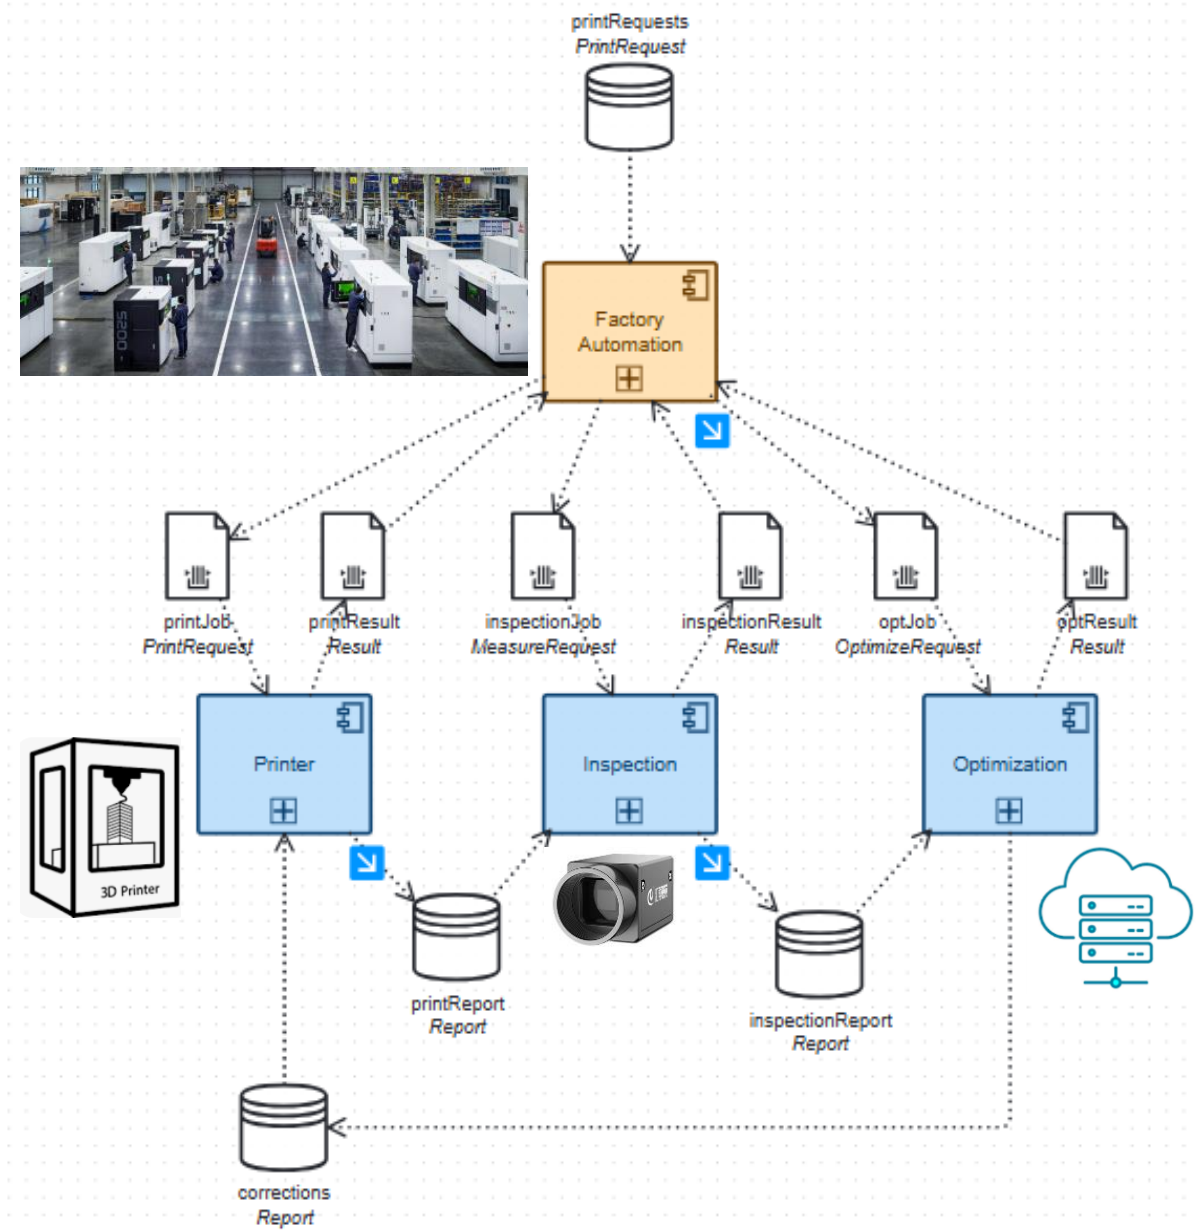 printRequests
PrintRequest
Factory
Automation
printJob
PrintRequest
printResult
Result
inspectionJob
MeasureRequest
inspectionResult
Result
optJob
OptimizeRequest
optResult
Result
Printer
Inspection
Optimization
3D Printer
printReport
Report
inspectionReport
Report
corrections
Report